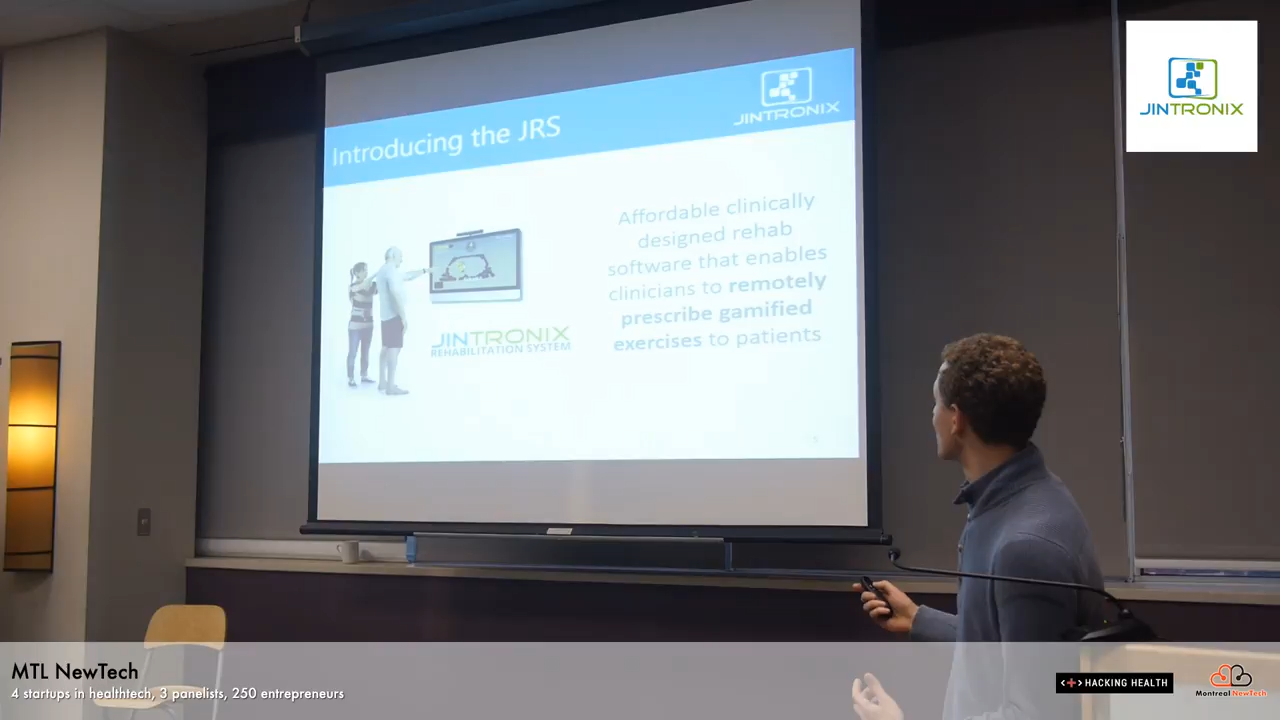 Introducing the JRS
JINTRONIX
Affordable clinically
designed rehab
software that enables
clinicians to remotely
prescribe gamified
exercises to patients
JINTRONIX
REHABILITATION SYSTEM
5
JINTRONIX
MTL NewTech
4 startups in healthtech, 3 panelists, 250 entrepreneurs
<+> HACKING HEALTH
Montreal NewTech